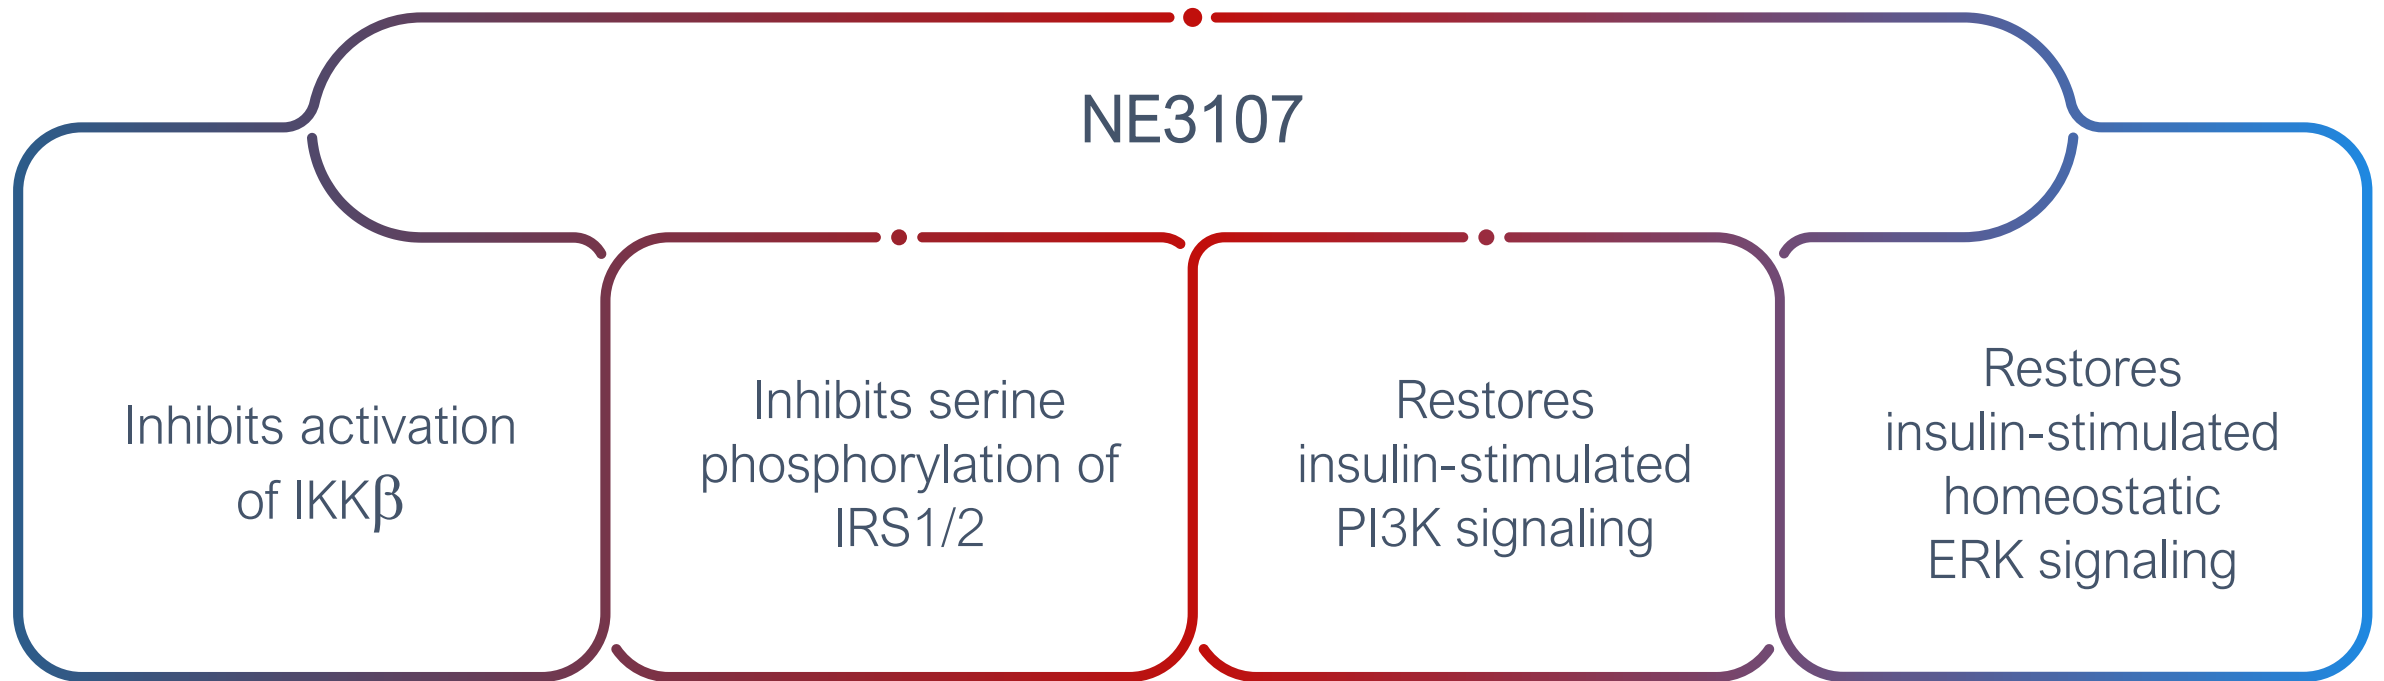 NE3107
Inhibits activation
of IKKβ
Inhibits serine
phosphorylation of
IRS1/2
Restores
insulin-stimulated
PI3K signaling
Restores
insulin-stimulated
homeostatic
ERK signaling